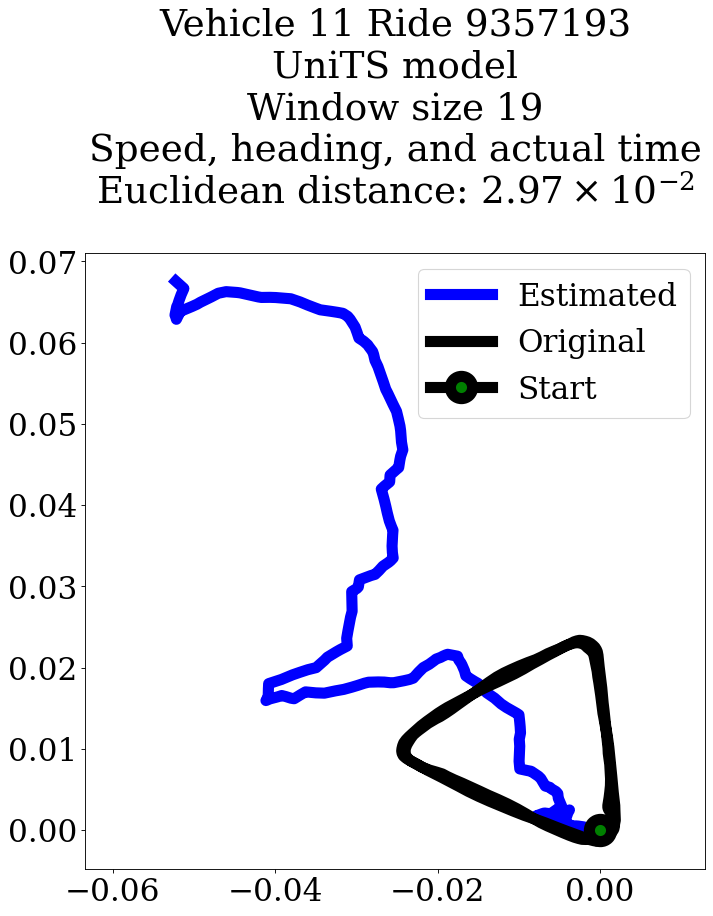 Vehicle 11 Ride 9357193
UniTS model
Window size 19
Speed, heading, and actual time
Euclidean distance: 2.97 × 10⁻²
0.07
0.06
0.05
0.04
0.03
0.02
0.01
0.00
Estimated
Original
Start
−0.06 −0.04 −0.02 0.00